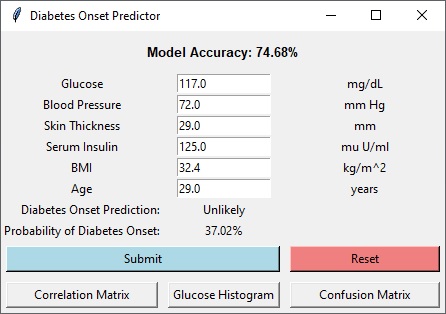 Diabetes Onset Predictor
Model Accuracy: 74.68%
Glucose 117.0 mg/dL
Blood Pressure 72.0 mm Hg
Skin Thickness 29.0 mm
Serum Insulin 125.0 mu U/ml
BMI 32.4 kg/m^2
Age 29.0 years
Diabetes Onset Prediction: Unlikely
Probability of Diabetes Onset: 37.02%
Submit Reset
Correlation Matrix Glucose Histogram Confusion Matrix